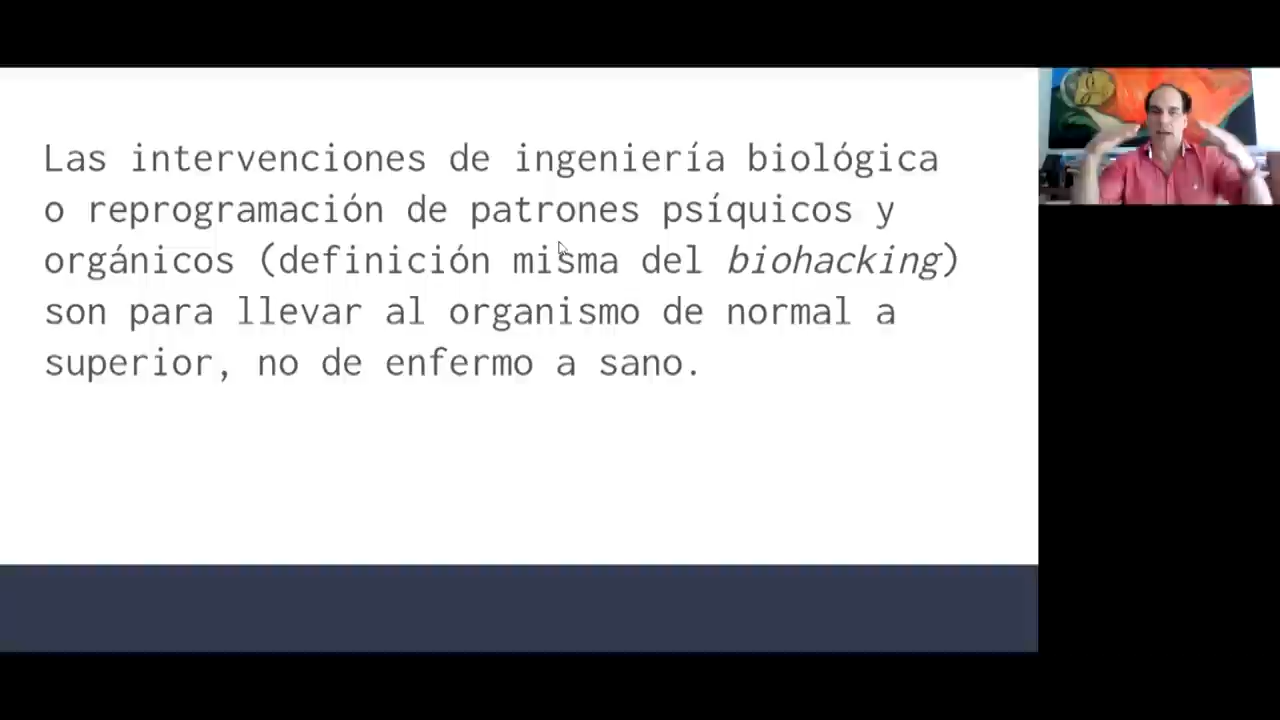 Las intervenciones de ingeniería biológica
o reprogramación de patrones psíquicos y
orgánicos (definición misma del biohacking)
son para llevar al organismo de normal a
superior, no de enfermo a sano.